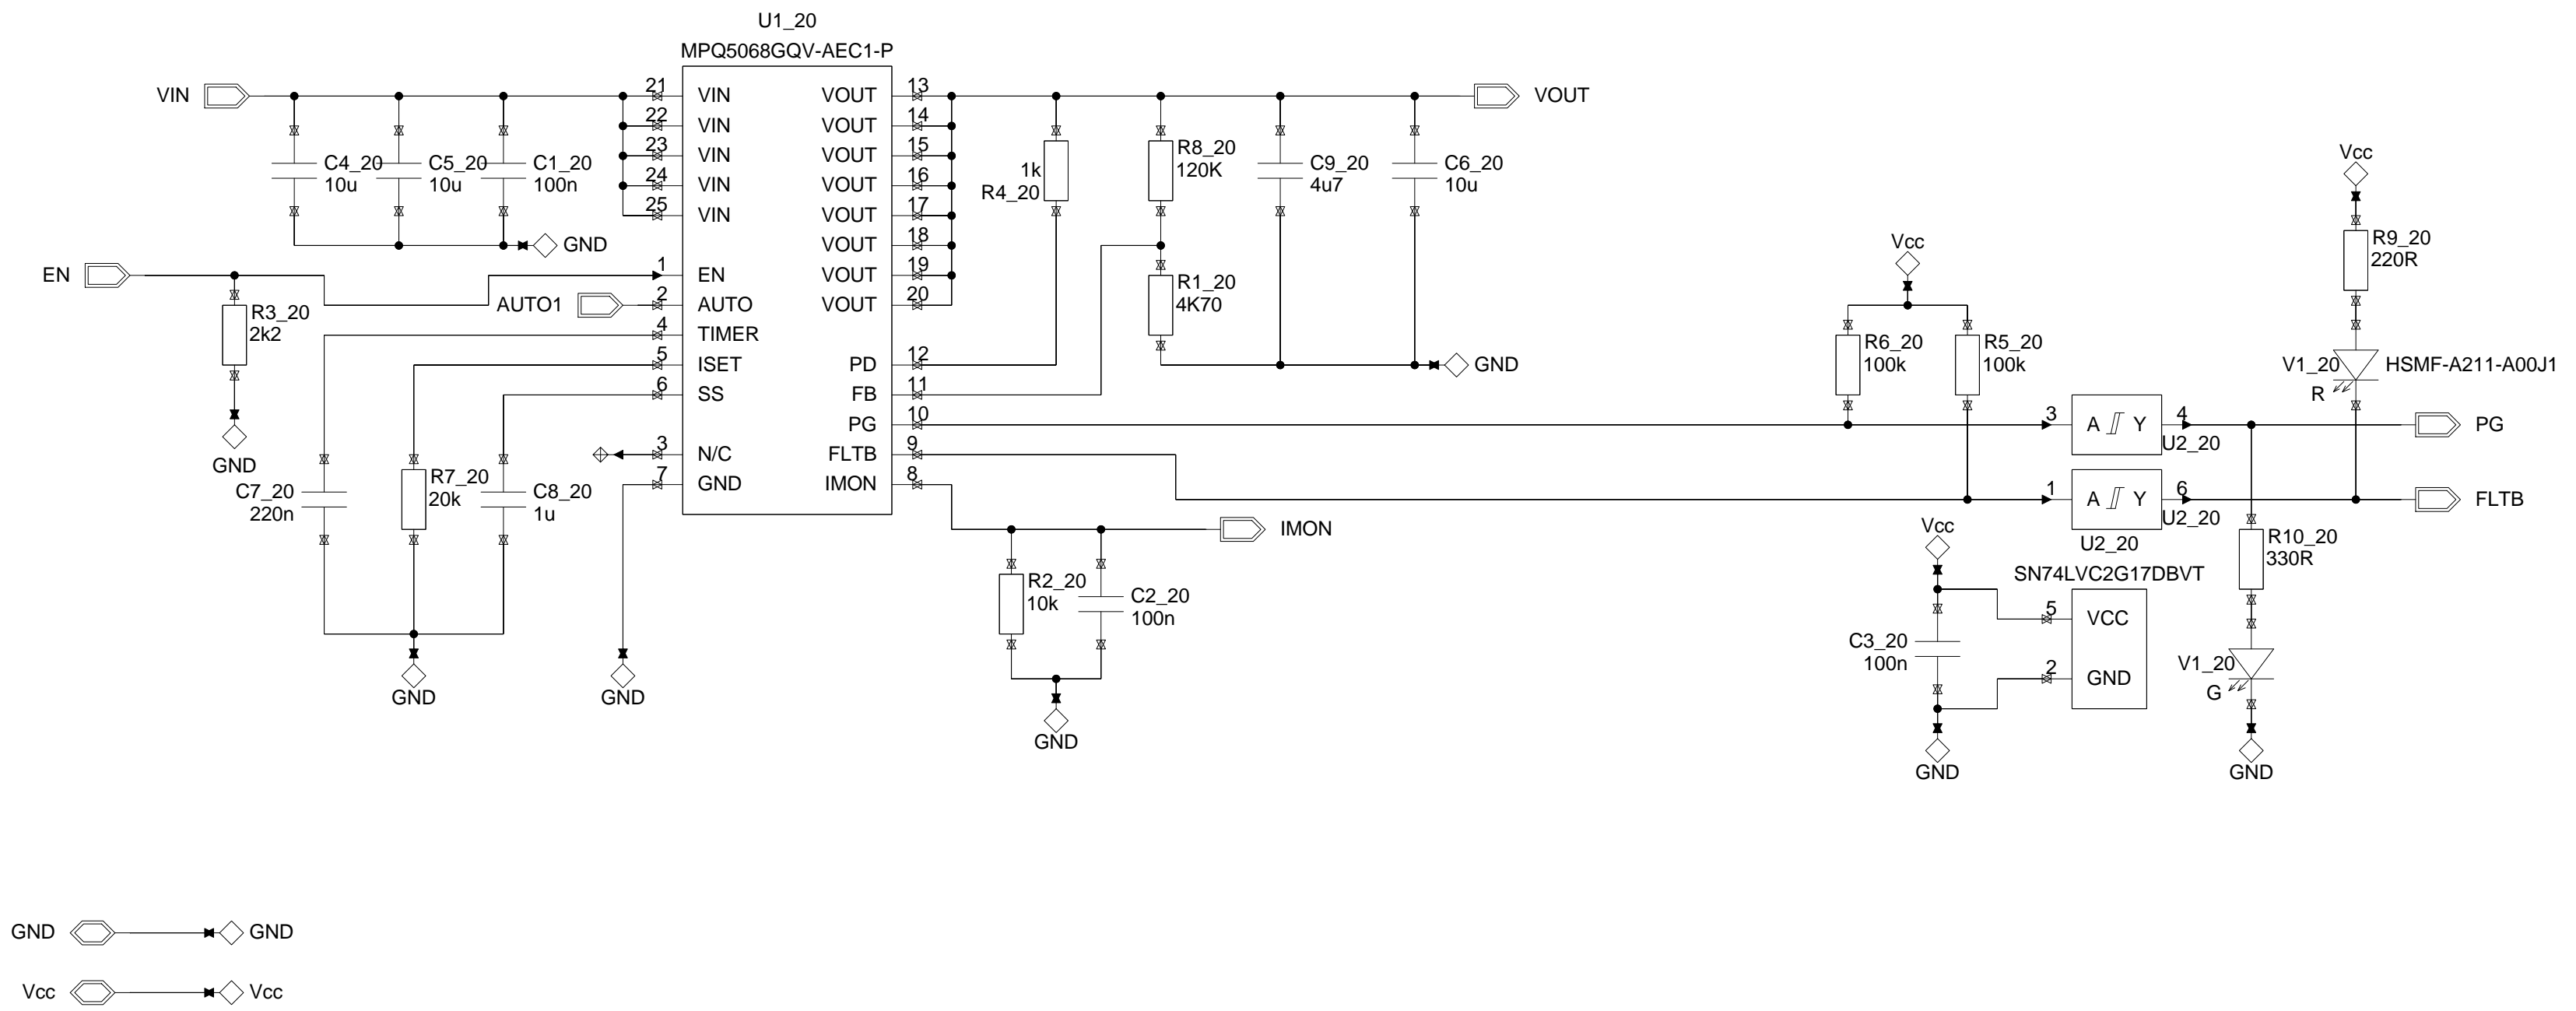 U1_20
MPQ5068GQV-AEC1-P
VIN
21 VIN VOUT 13
VOUT
22 VIN VOUT 14
23 VIN VOUT 15
24 VIN VOUT 16
25 VIN VOUT 17
VOUT 18
1 EN VOUT 19
2 AUTO VOUT 20
4 TIMER
5 ISET PD 12
6 SS FB 11
PG 10
3 N/C FLTB 9
7 GND IMON 8
C4_20
10u
C5_20
10u
C1_20
100n
GND
EN
AUTO1
R3_20
2k2
GND
C7_20
220n
R7_20
20k
C8_20
1u
GND
GND
1k
R4_20
R8_20
120K
C9_20
4u7
C6_20
10u
R1_20
4K70
GND
IMON
R2_20
10k
C2_20
100n
GND
Vcc
R9_20
220R
Vcc
R6_20
100k
R5_20
100k
V1_20
R
HSMF-A211-A00J1
3 A Y 4
U2_20
PG
1 A Y 6
U2_20
FLTB
U2_20
SN74LVC2G17DBVT
Vcc
5 VCC
2 GND
C3_20
100n
GND
R10_20
330R
V1_20
G
GND
GND GND
Vcc Vcc